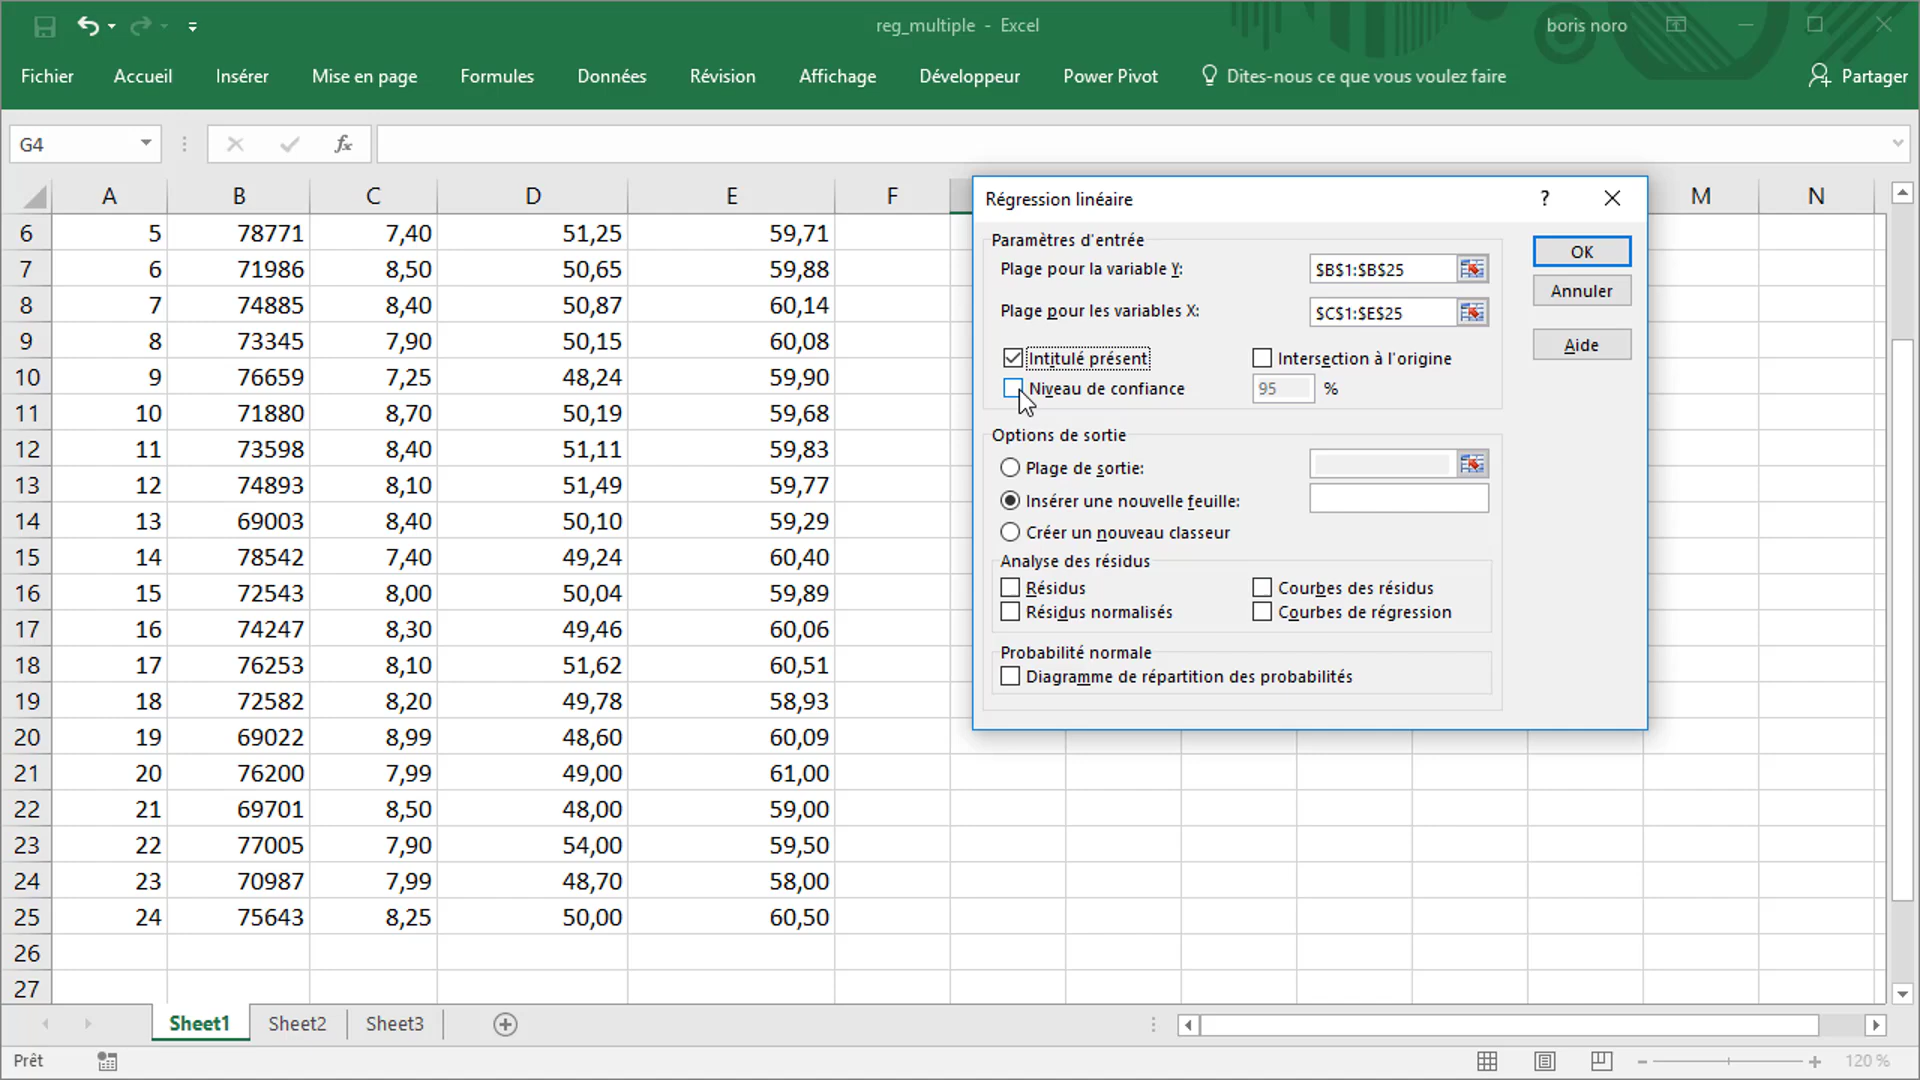 reg_multiple - Excel
boris noro
Fichier Accueil Insérer Mise en page Formules Données Révision Affichage Développeur Power Pivot Dites-nous ce que vous voulez faire Partager
G4 fx
A B C D E F M N
6 5 78771 7,40 51,25 59,71
7 6 71986 8,50 50,65 59,88
8 7 74885 8,40 50,87 60,14
9 8 73345 7,90 50,15 60,08
10 9 76659 7,25 48,24 59,90
11 10 71880 8,70 50,19 59,68
12 11 73598 8,40 51,11 59,83
13 12 74893 8,10 51,49 59,77
14 13 69003 8,40 50,10 59,29
15 14 78542 7,40 49,24 60,40
16 15 72543 8,00 50,04 59,89
17 16 74247 8,30 49,46 60,06
18 17 76253 8,10 51,62 60,51
19 18 72582 8,20 49,78 58,93
20 19 69022 8,99 48,60 60,09
21 20 76200 7,99 49,00 61,00
22 21 69701 8,50 48,00 59,00
23 22 77005 7,90 54,00 59,50
24 23 70987 7,99 48,70 58,00
25 24 75643 8,25 50,00 60,50
26
27
Régression linéaire ?
Paramètres d'entrée
OK
Plage pour la variable Y: $B$1:$B$25
Annuler
Plage pour les variables X: $C$1:$E$25
Aide
Intitulé présent Intersection à l'origine
Niveau de confiance 95 %
Options de sortie
Plage de sortie:
Insérer une nouvelle feuille:
Créer un nouveau classeur
Analyse des résidus
Résidus Courbes des résidus
Résidus normalisés Courbes de régression
Probabilité normale
Diagramme de répartition des probabilités
Sheet1 Sheet2 Sheet3
Prêt 120 %